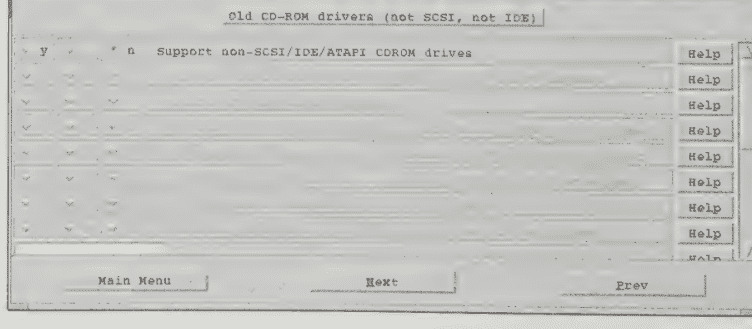 Old CD-ROM drivers (not SCSI, not IDE)
y n Support non-SCSI/IDE/ATAPI CDROM drives Help
Help
Help
Help
Help
Help
Help
Help
Help
Main Menu Next Prev